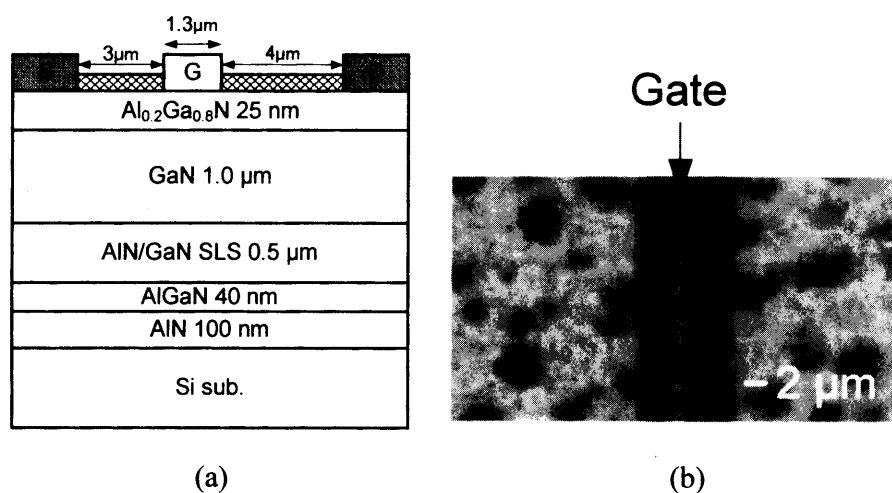 1.3µm
3µm
4µm
G
Al0.2Ga0.8N 25 nm
GaN 1.0 µm
AlN/GaN SLS 0.5 µm
AlGaN 40 nm
AlN 100 nm
Si sub.
(a)
Gate
2 µm
(b)